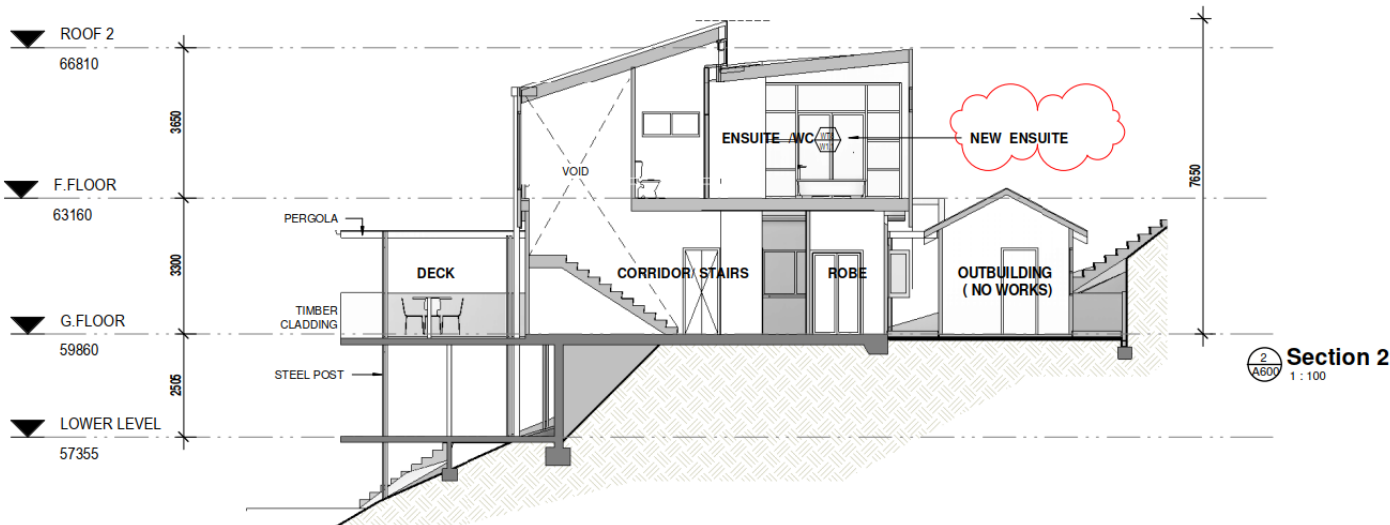 ROOF 2
66810
3650
F.FLOOR
63160
3300
G.FLOOR
59860
2505
LOWER LEVEL
57355
PERGOLA
DECK
TIMBER
CLADDING
STEEL POST
VOID
ENSUITE /WC
NEW ENSUITE
CORRIDOR/ STAIRS
ROBE
OUTBUILDING
( NO WORKS)
7650
2
A600
Section 2
1 : 100